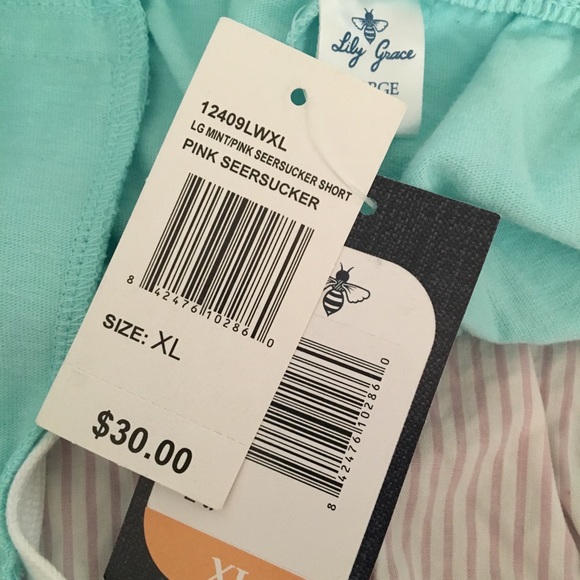 Lily Grace
12409LWXL
LG MINT/PINK SEERSUCKER SHORT
PINK SEERSUCKER
8 42476 10286 0
SIZE: XL
$30.00
8 42476 10286 0
XL